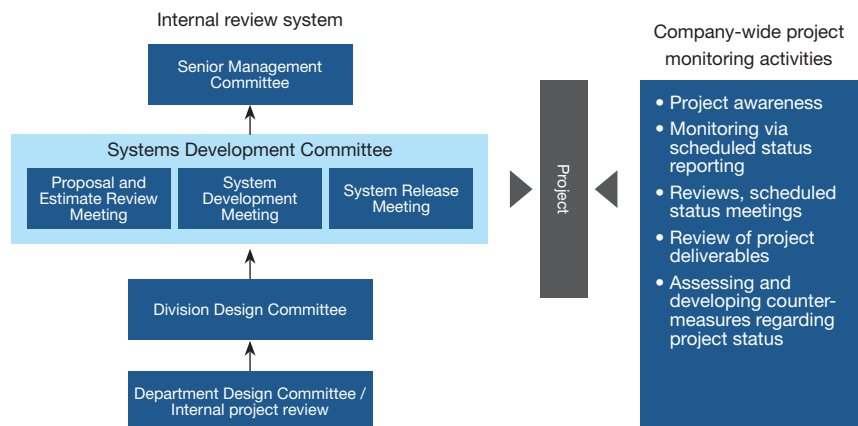 Internal review system
Senior Management
Committee
Systems Development Committee
Proposal and
Estimate Review
Meeting
System
Development
Meeting
System Release
Meeting
Division Design Committee
Department Design Committee /
Internal project review
Project
Company-wide project
monitoring activities
• Project awareness
• Monitoring via
scheduled status
reporting
• Reviews, scheduled
status meetings
• Review of project
deliverables
• Assessing and
developing counter-
measures regarding
project status